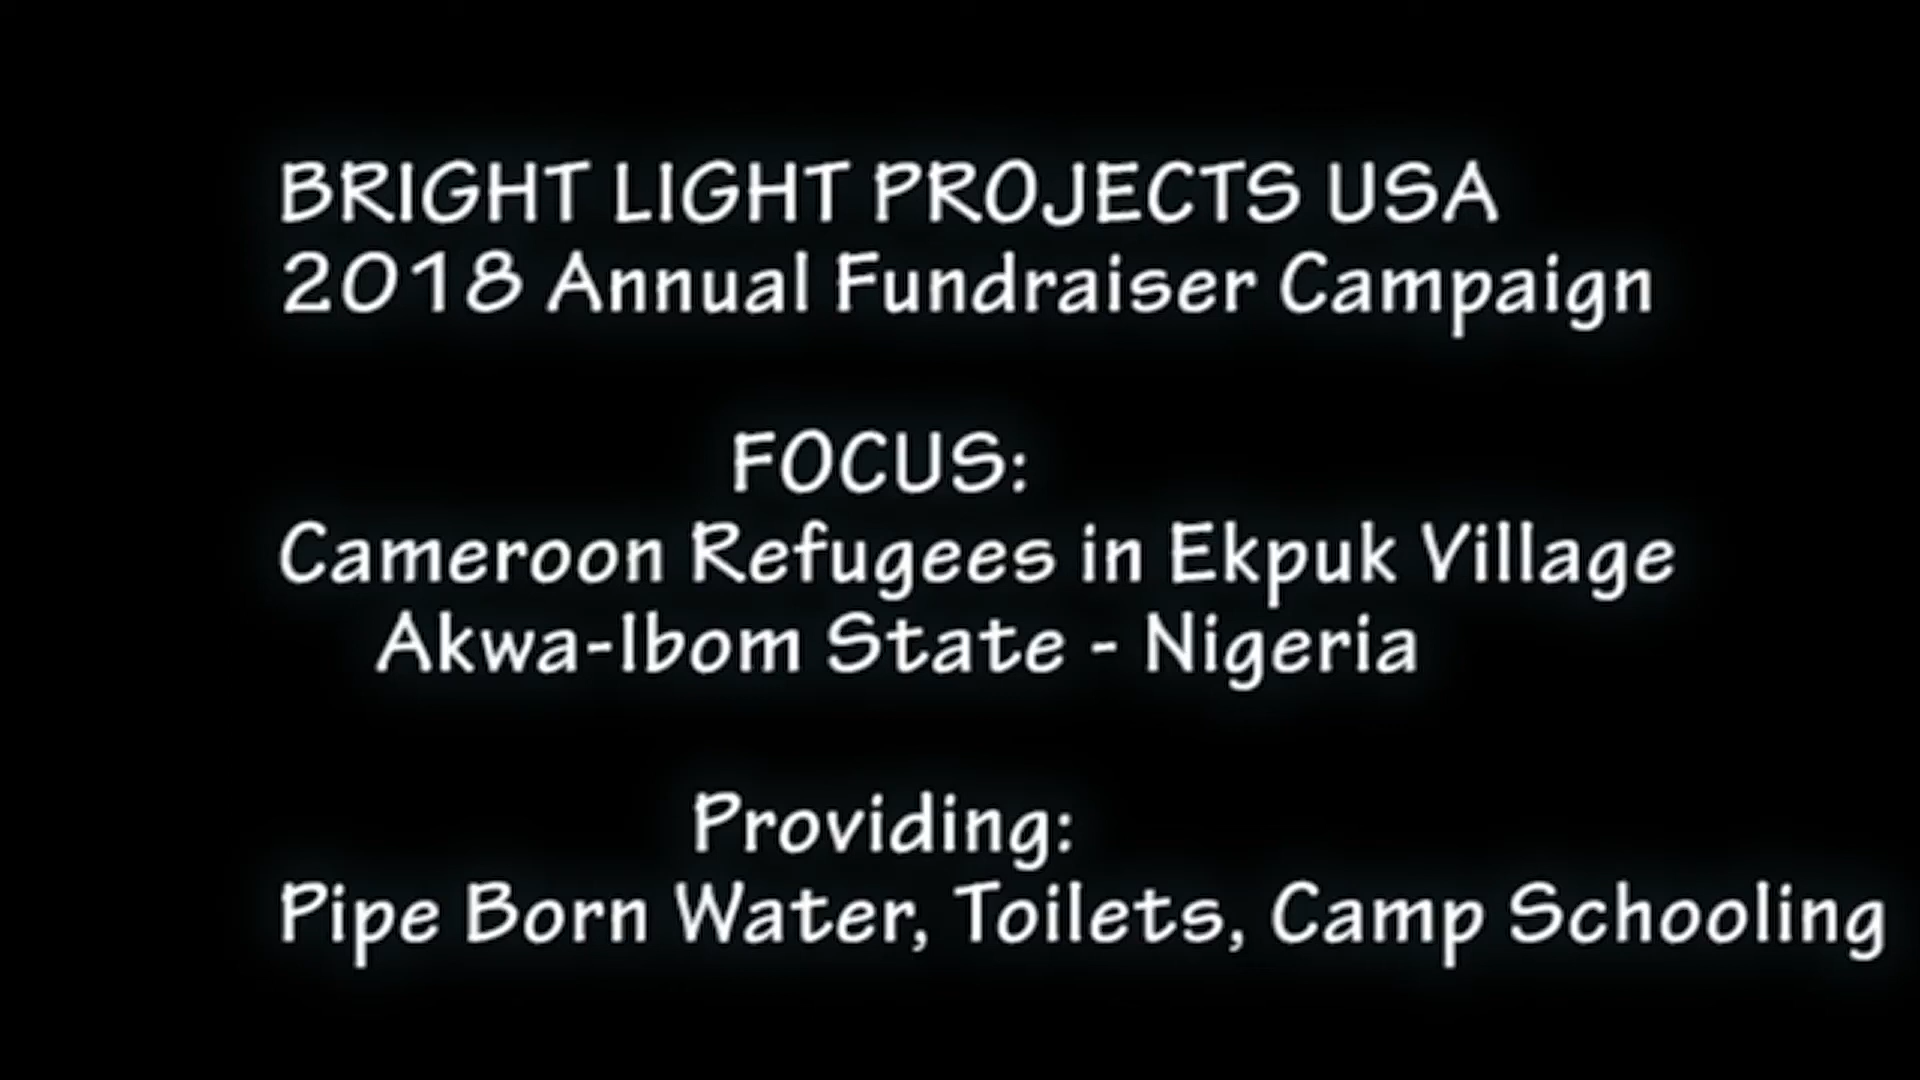 BRIGHT LIGHT PROJECTS USA
2018 Annual Fundraiser Campaign
FOCUS:
Cameroon Refugees in Ekpuk Village
Akwa-Ibom State - Nigeria
Providing:
Pipe Born Water, Toilets, Camp Schooling